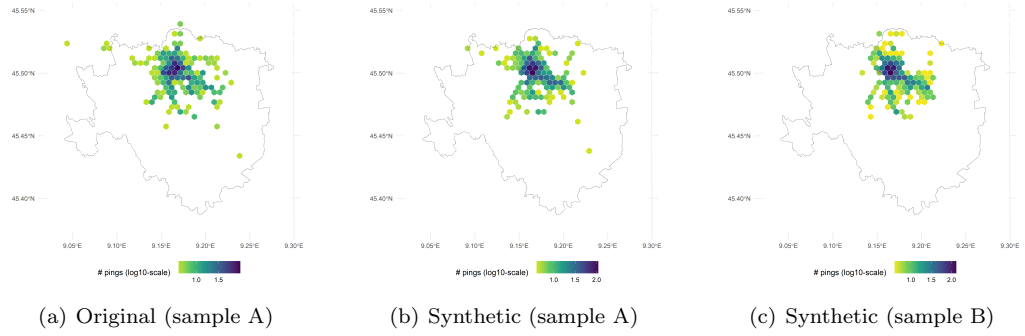 45.55°N
45.50°N
45.45°N
45.40°N
9.05°E 9.10°E 9.15°E 9.20°E 9.25°E 9.30°E
# pings (log10-scale) 1.0 1.5
(a) Original (sample A)
45.55°N
45.50°N
45.45°N
45.40°N
9.05°E 9.10°E 9.15°E 9.20°E 9.25°E 9.30°E
# pings (log10-scale) 1.0 1.5 2.0
(b) Synthetic (sample A)
45.55°N
45.50°N
45.45°N
45.40°N
9.05°E 9.10°E 9.15°E 9.20°E 9.25°E 9.30°E
# pings (log10-scale) 1.0 1.5 2.0
(c) Synthetic (sample B)